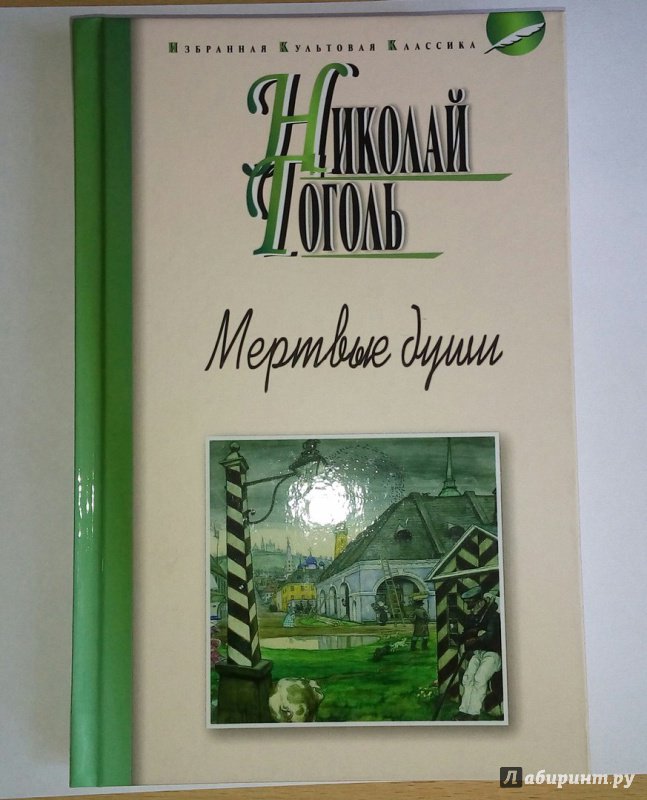 Избранная Культовая Классика
Николай
Гоголь
Мертвые души
Лабиринт.ру